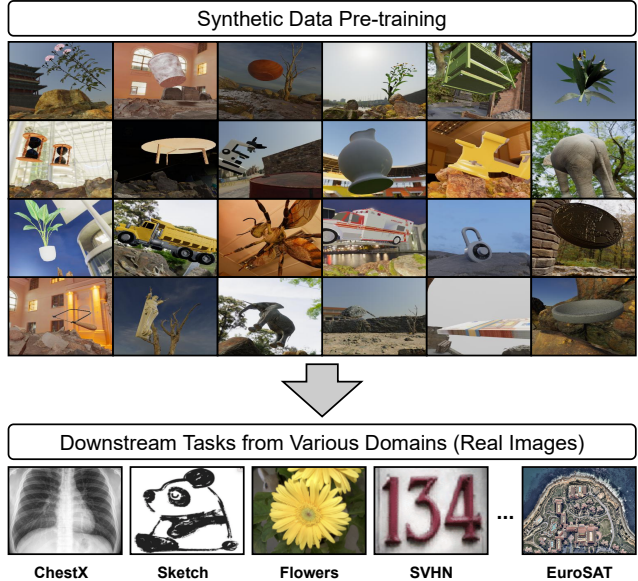 Synthetic Data Pre-training
Downstream Tasks from Various Domains (Real Images)
134
...
ChestX
Sketch
Flowers
SVHN
EuroSAT